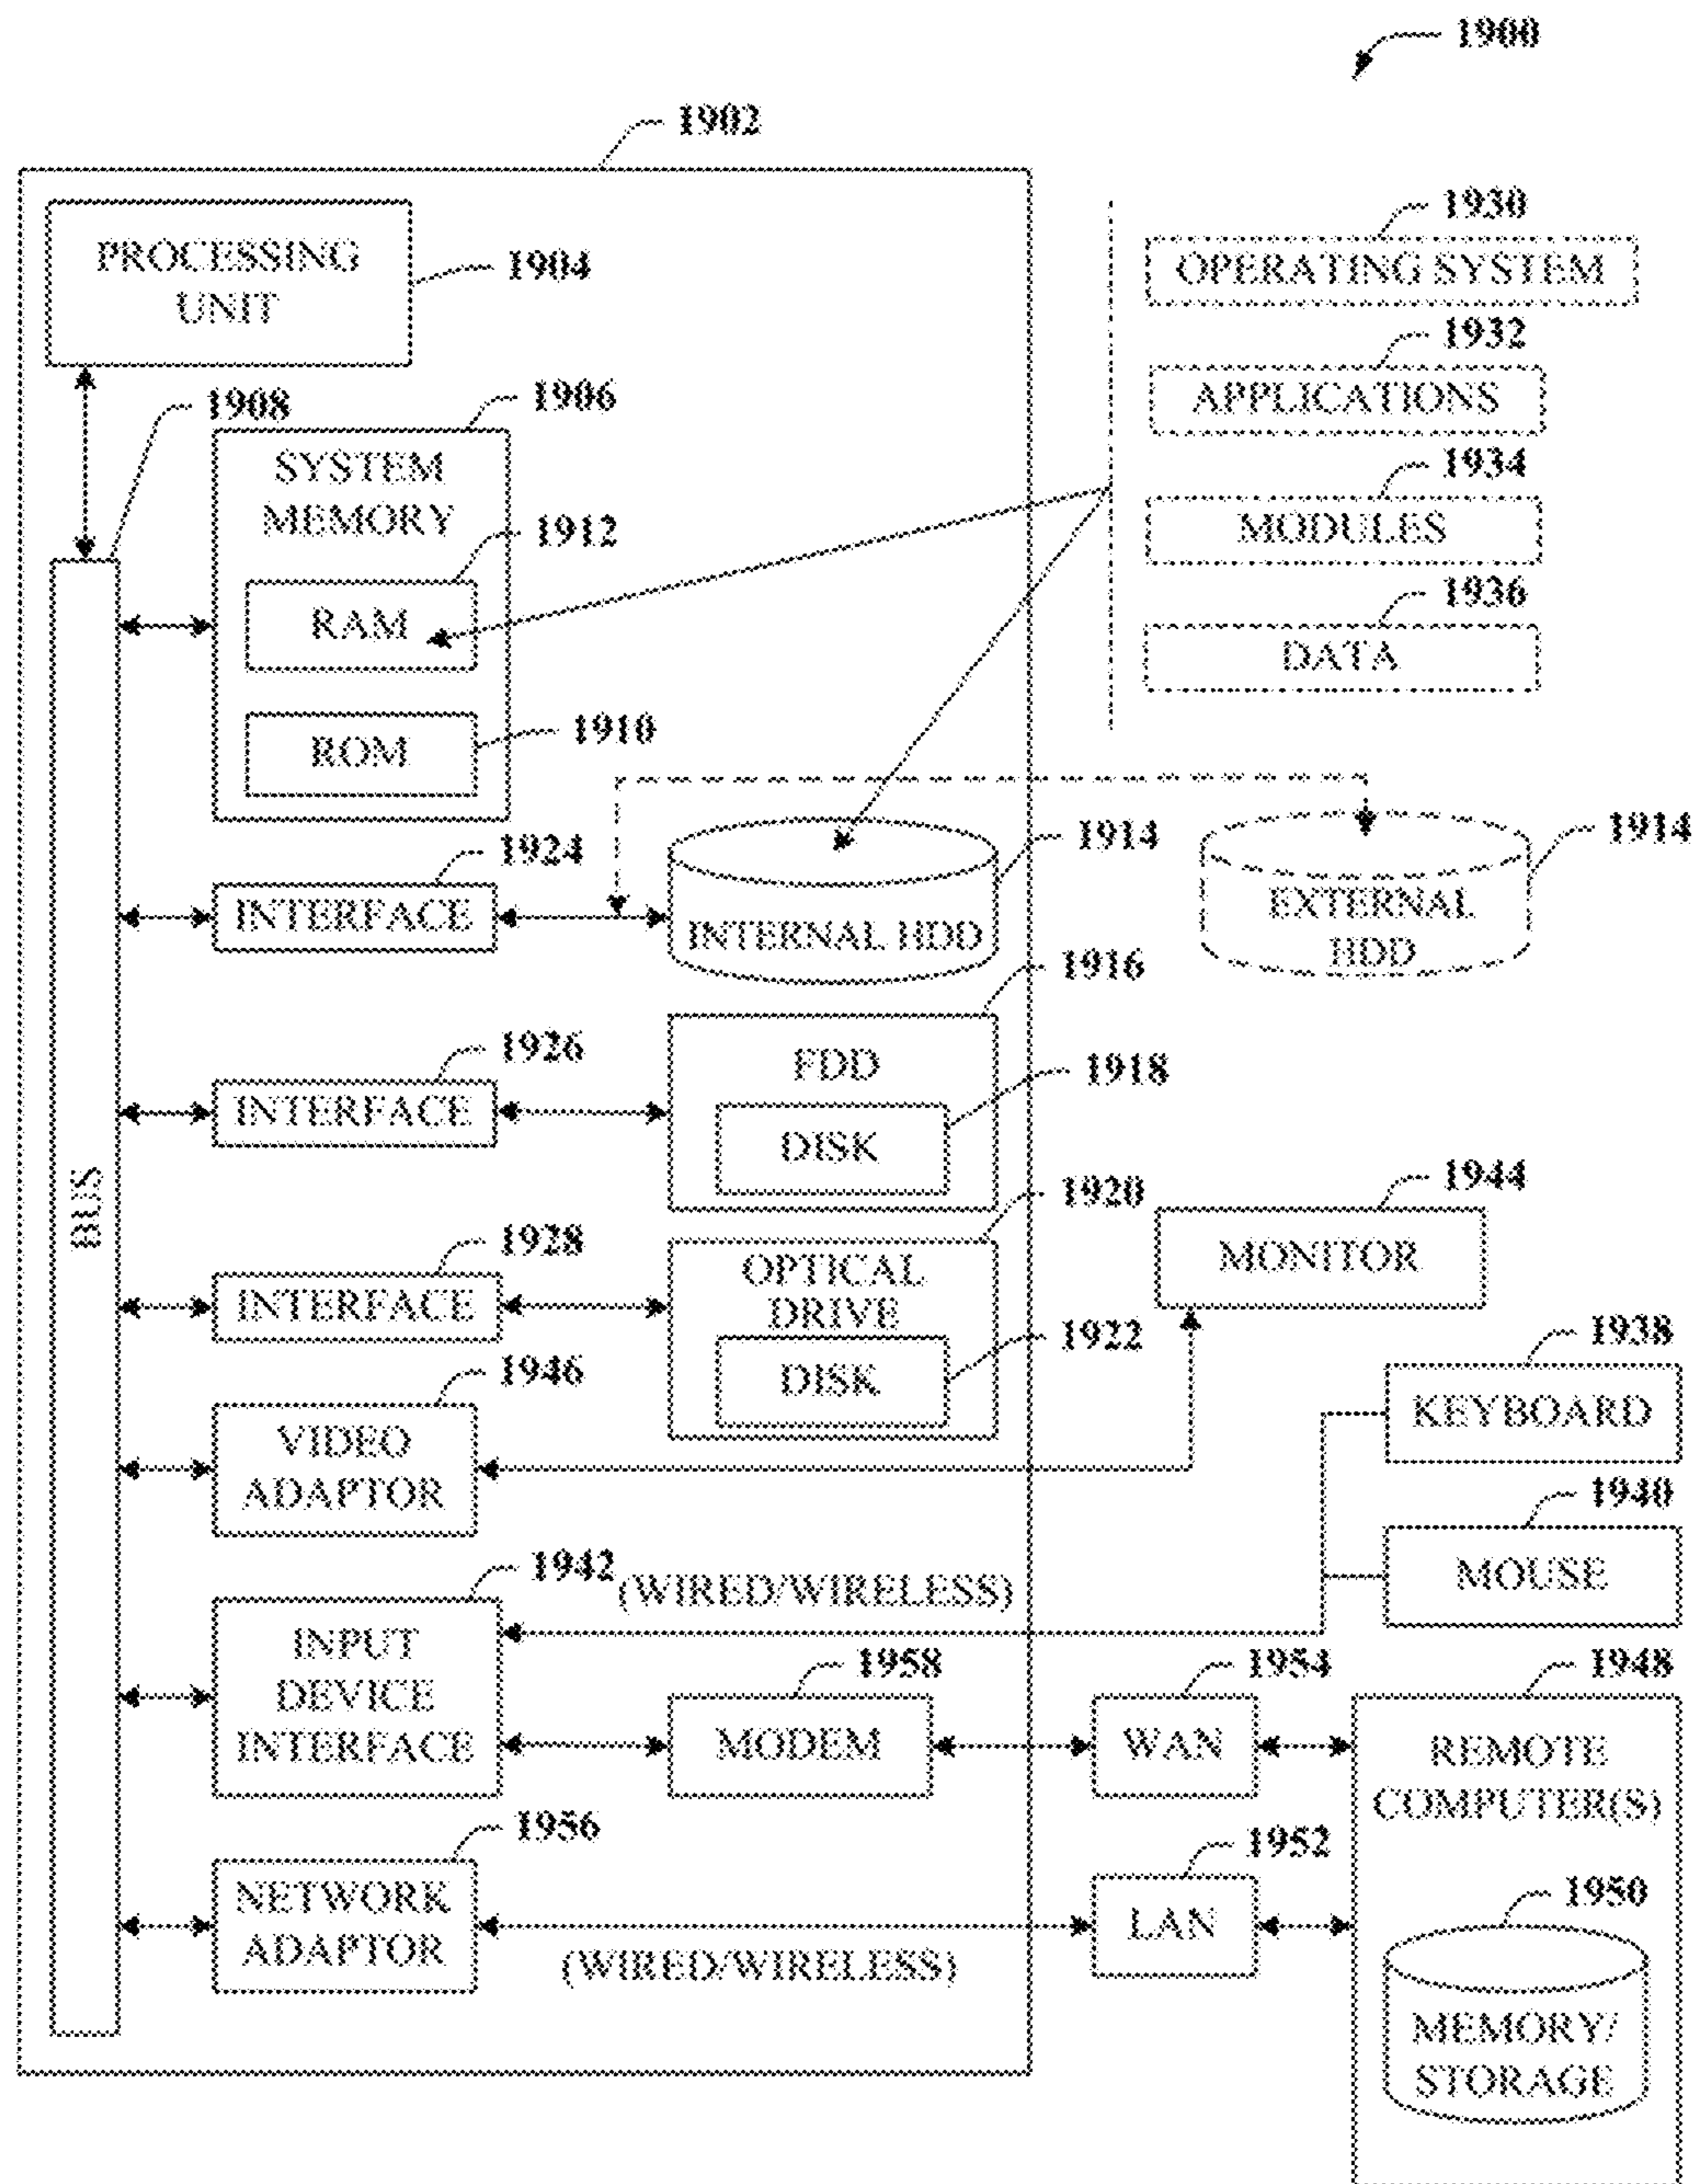 1900
1902
PROCESSING
UNIT
1904
1930
OPERATING SYSTEM
1932
APPLICATIONS
1934
MODULES
1936
DATA
1908
1906
SYSTEM
MEMORY
1912
RAM
1910
ROM
1924
INTERFACE
1914
INTERNAL HDD
1914
EXTERNAL
HDD
1926
INTERFACE
1916
FDD
1918
DISK
BUS
1928
INTERFACE
1920
OPTICAL
DRIVE
1922
DISK
1944
MONITOR
1946
VIDEO
ADAPTOR
1938
KEYBOARD
1940
MOUSE
1942
(WIRED/WIRELESS)
INPUT
DEVICE
INTERFACE
1958
MODEM
1954
WAN
1948
REMOTE
COMPUTER(S)
1956
NETWORK
ADAPTOR
(WIRED/WIRELESS)
1952
LAN
1950
MEMORY/
STORAGE